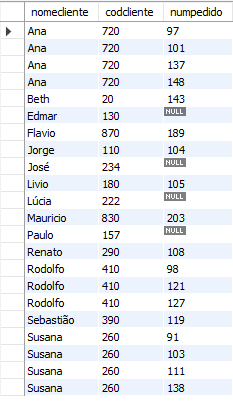 nomecliente codcliente numpedido
Ana 720 97
Ana 720 101
Ana 720 137
Ana 720 148
Beth 20 143
Edmar 130 NULL
Flavio 870 189
Jorge 110 104
José 234 NULL
Livio 180 105
Lúcia 222 NULL
Mauricio 830 203
Paulo 157 NULL
Renato 290 108
Rodolfo 410 98
Rodolfo 410 121
Rodolfo 410 127
Sebastião 390 119
Susana 260 91
Susana 260 103
Susana 260 111
Susana 260 138